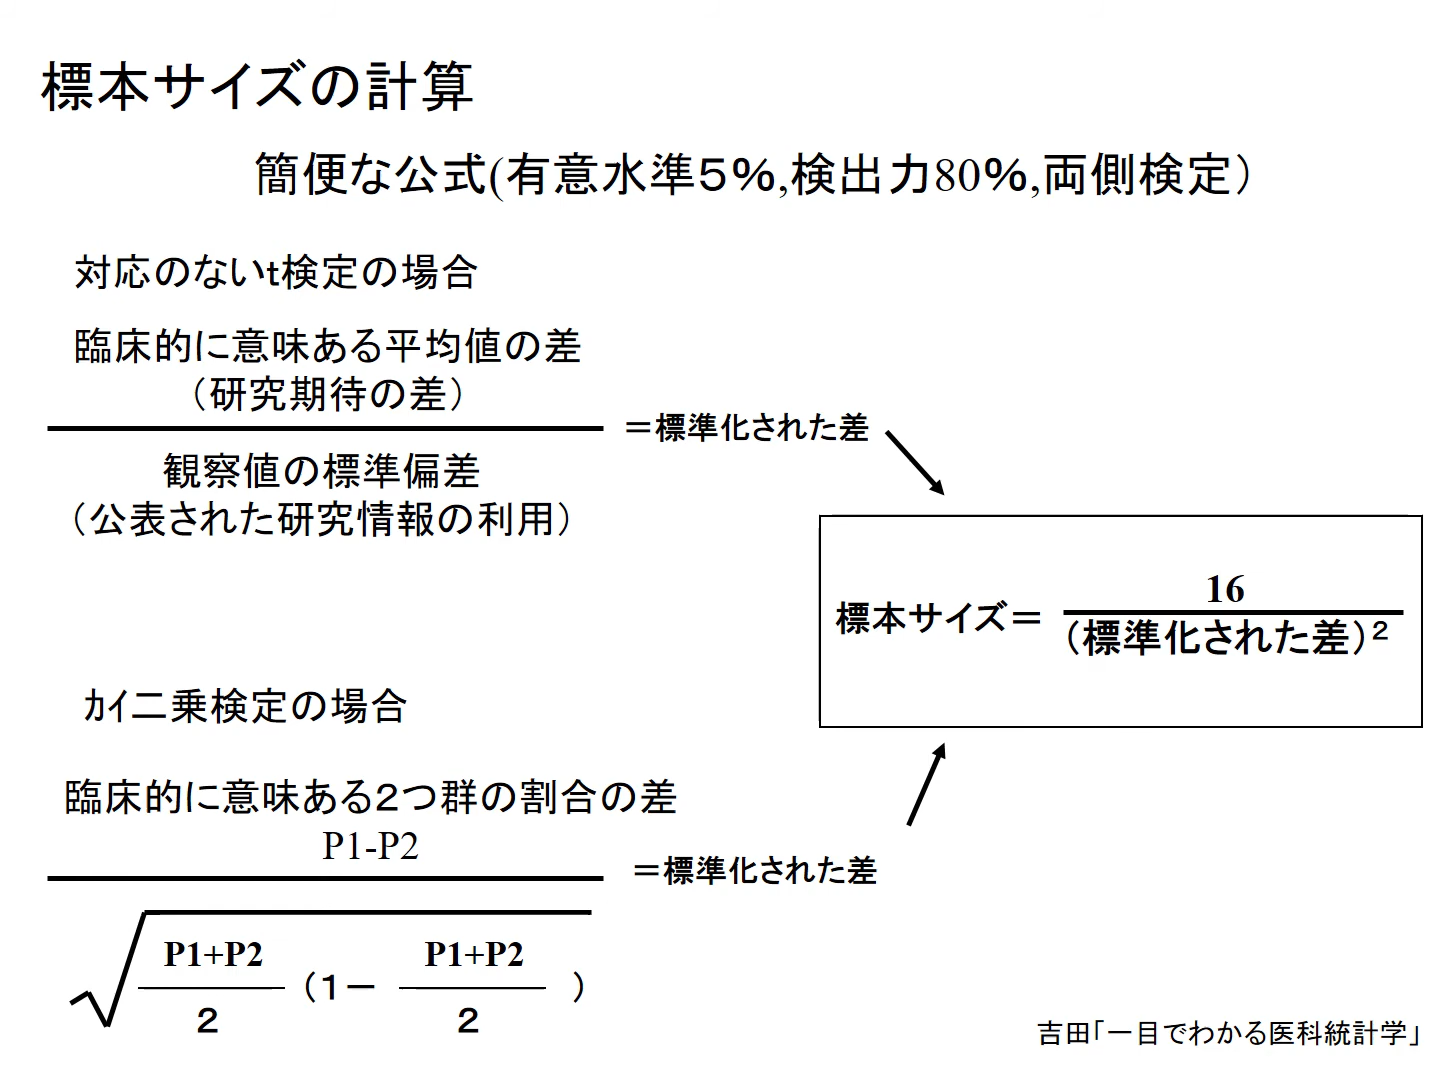 標本サイズの計算
簡便な公式(有意水準５％,検出力80％,両側検定）
対応のないt検定の場合
臨床的に意味ある平均値の差
（研究期待の差）
＝標準化された差
観察値の標準偏差
（公表された研究情報の利用）
16
標本サイズ＝
（標準化された差）２
ｶｲ二乗検定の場合
臨床的に意味ある２つ群の割合の差
P1-P2
＝標準化された差
√
P1+P2 P1+P2
（１－ ）
２ ２
吉田｢一目でわかる医科統計学｣